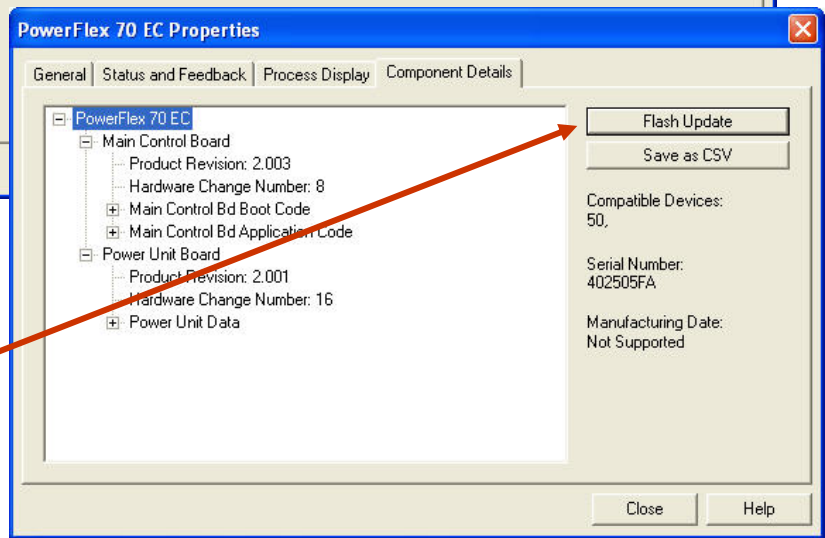 PowerFlex 70 EC Properties
General
Status and Feedback
Process Display
Component Details
PowerFlex 70 EC
Main Control Board
Product Revision: 2.003
Hardware Change Number: 8
Main Control Bd Boot Code
Main Control Bd Application Code
Power Unit Board
Product Revision: 2.001
Hardware Change Number: 16
Power Unit Data
Flash Update
Save as CSV
Compatible Devices:
50,
Serial Number:
402505FA
Manufacturing Date:
Not Supported
Close
Help